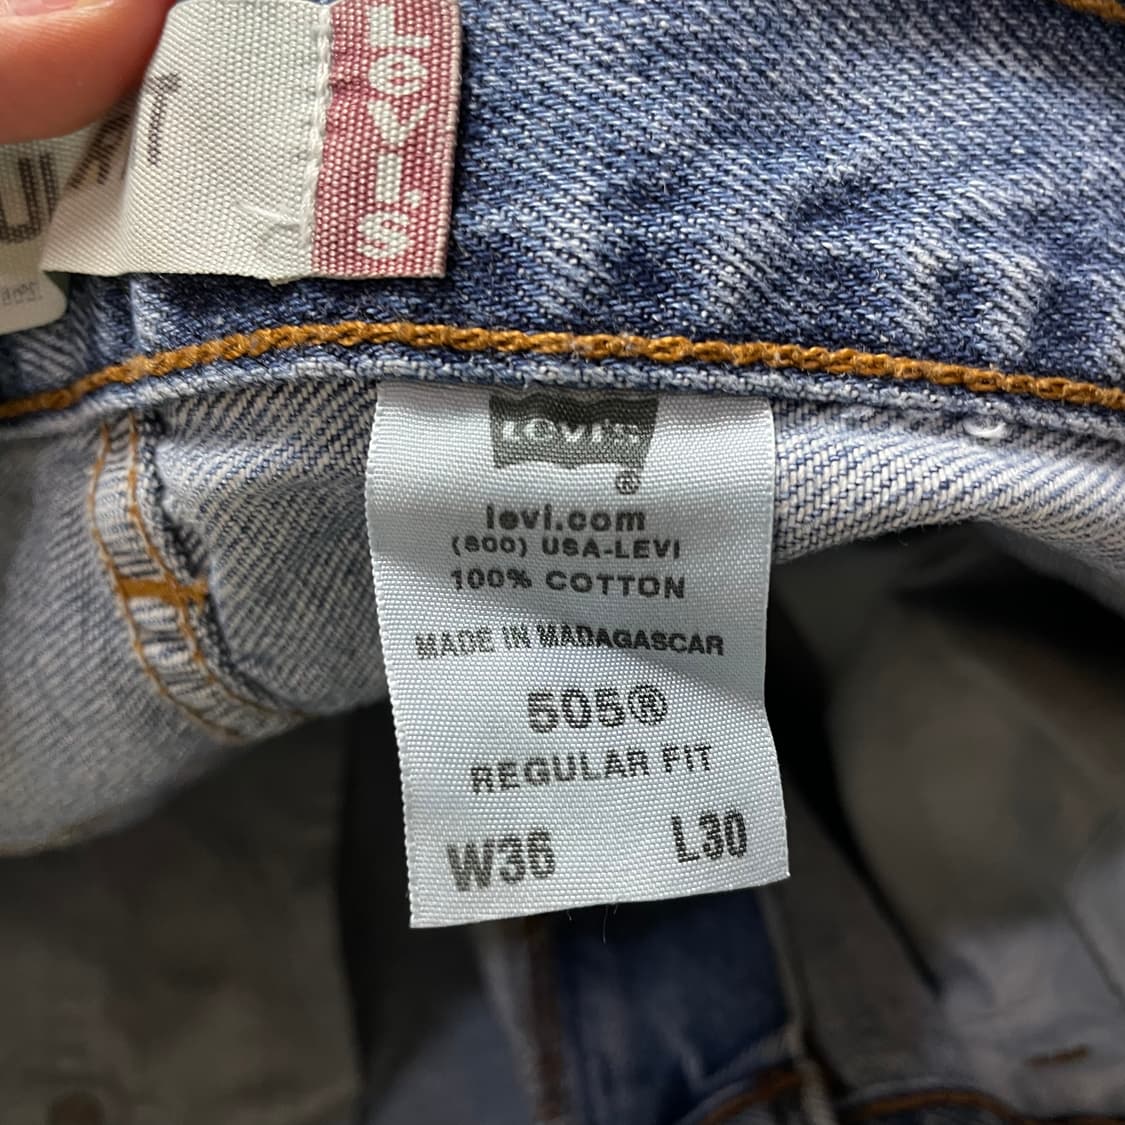 LEVI'S
Levi's
®
levi.com
(800) USA-LEVI
100% COTTON
MADE IN MADAGASCAR
505®
REGULAR FIT
W36 L30